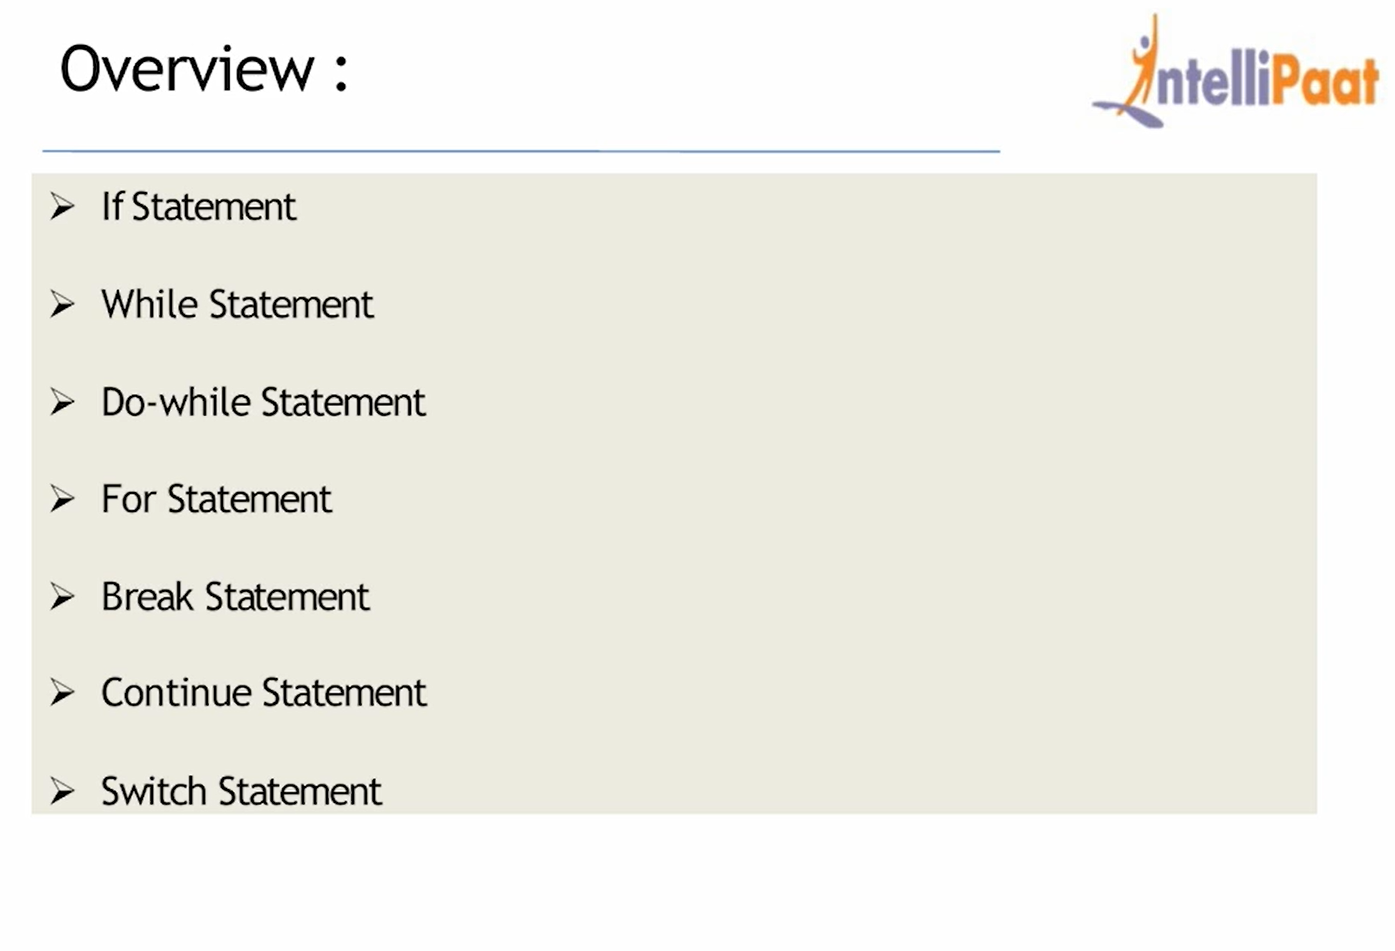 Overview :
IntelliPaat
If Statement
While Statement
Do-while Statement
For Statement
Break Statement
Continue Statement
Switch Statement